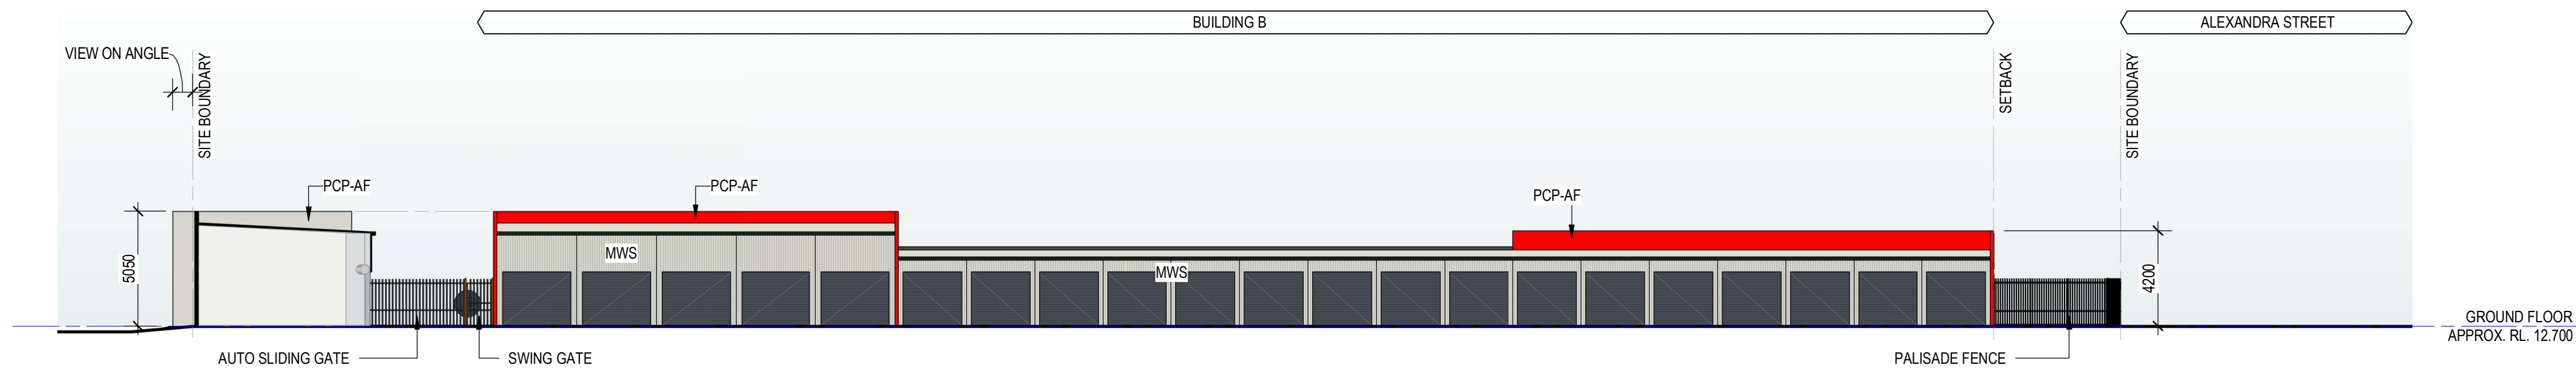 BUILDING B
ALEXANDRA STREET
VIEW ON ANGLE
SITE BOUNDARY
SETBACK
SITE BOUNDARY
PCP-AF
PCP-AF
PCP-AF
5050
MWS
MWS
4200
GROUND FLOOR
APPROX. RL. 12.700
AUTO SLIDING GATE
SWING GATE
PALISADE FENCE